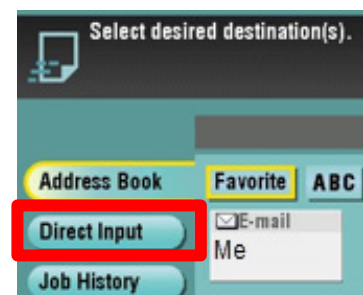 Select desired destination(s).
Address Book
Favorite ABC
Direct Input
E-mail
Me
Job History